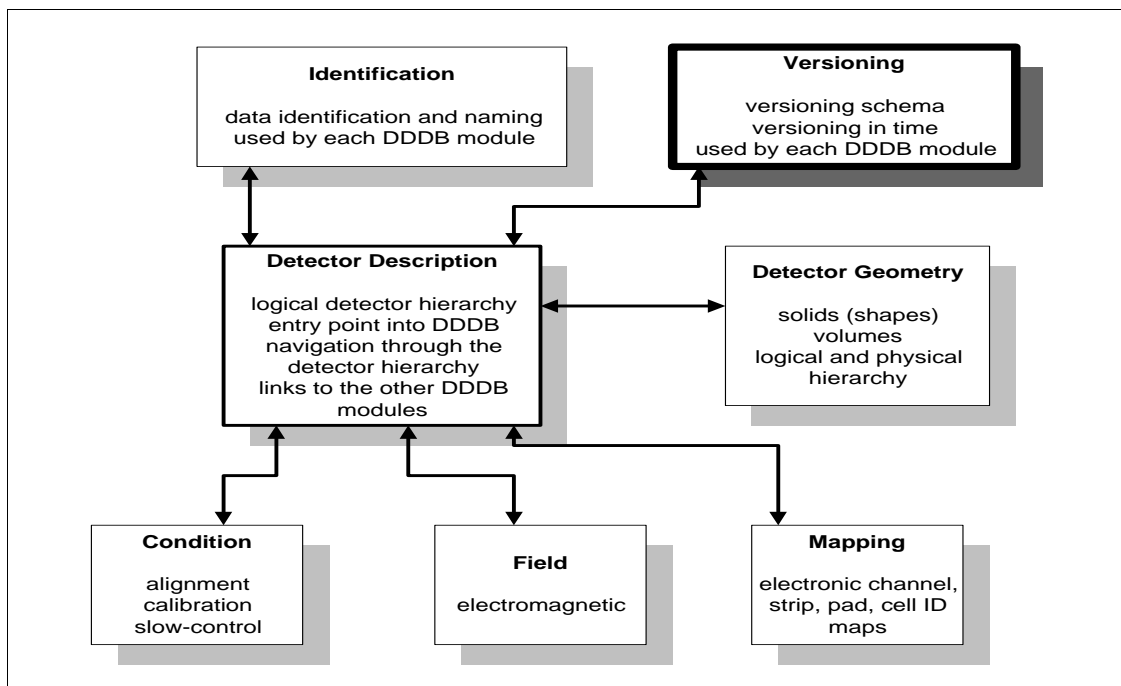 Identification
data identification and naming
used by each DDDB module
Versioning
versioning schema
versioning in time
used by each DDDB module
Detector Description
logical detector hierarchy
entry point into DDDB
navigation through the
detector hierarchy
links to the other DDDB
modules
Detector Geometry
solids (shapes)
volumes
logical and physical
hierarchy
Condition
alignment
calibration
slow-control
Field
electromagnetic
Mapping
electronic channel,
strip, pad, cell ID
maps